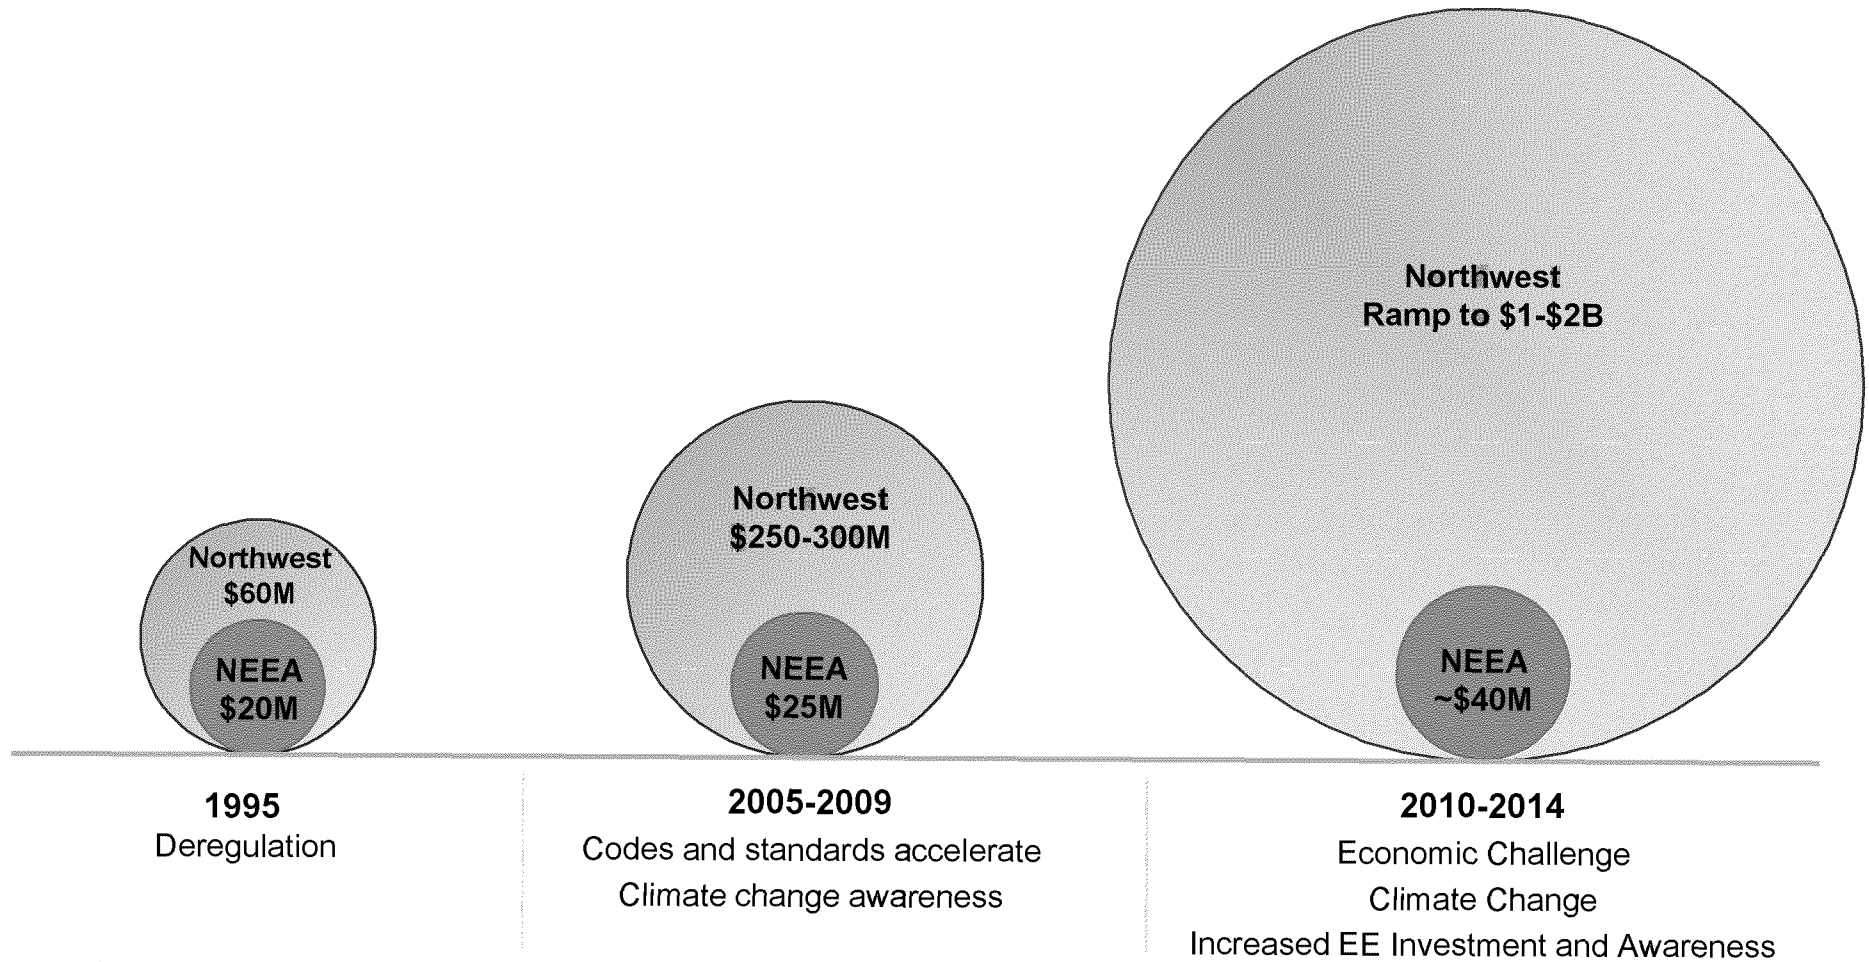 Northwest
$60M
NEEA
$20M
1995
Deregulation
Northwest
$250-300M
NEEA
$25M
2005-2009
Codes and standards accelerate
Climate change awareness
Northwest
Ramp to $1-$2B
NEEA
~$40M
2010-2014
Economic Challenge
Climate Change
Increased EE Investment and Awareness